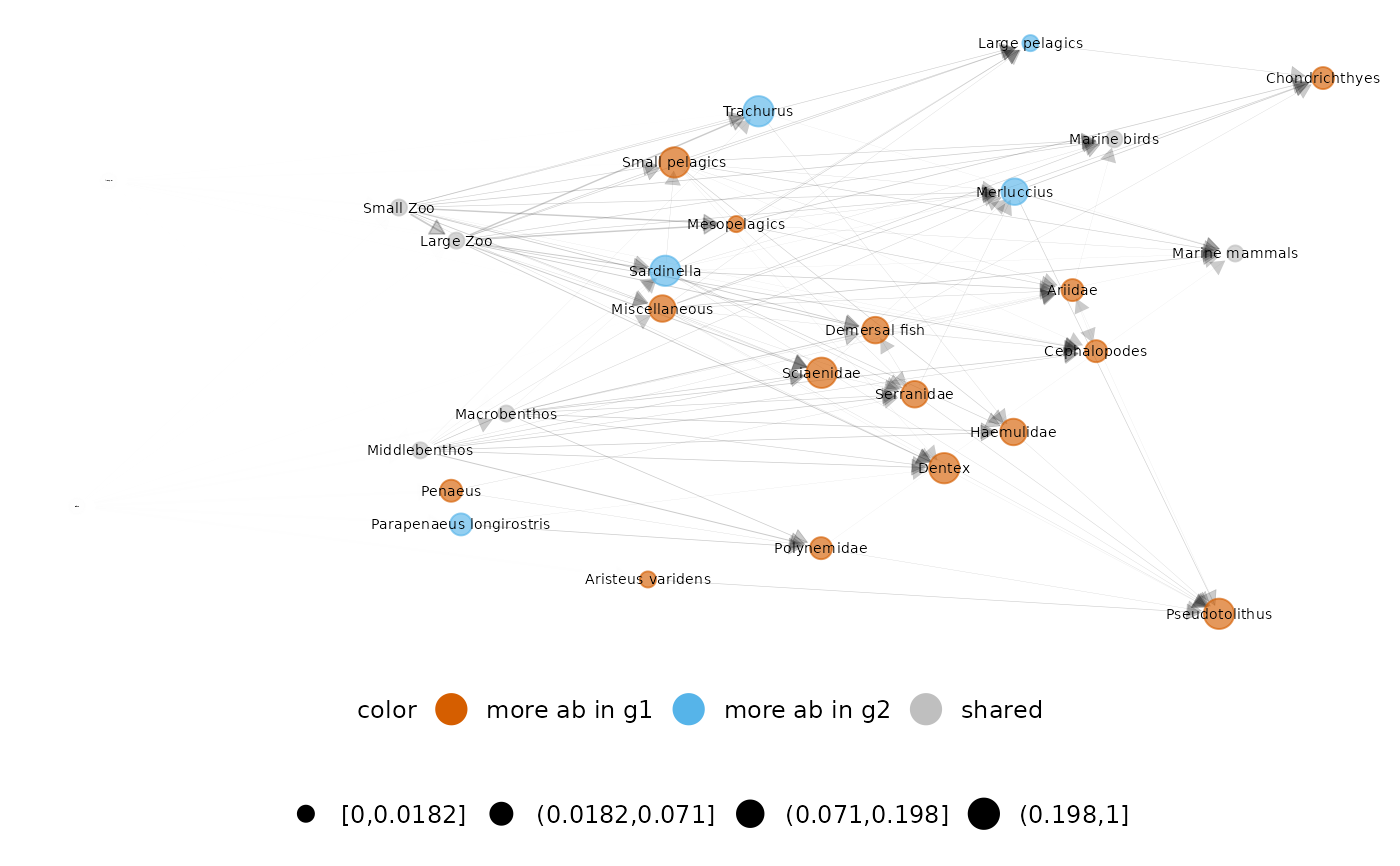 Large pelagics
Chondrichthyes
Trachurus
Marine birds
Small pelagics
Merluccius
Small Zoo
Mesopelagics
Large Zoo
Marine mammals
Sardinella
Ariidae
Miscellaneous
Demersal fish
Cephalopodes
Sciaenidae
Serranidae
Macrobenthos
Haemulidae
Middlebenthos
Dentex
Penaeus
Parapenaeus longirostris
Polynemidae
Aristeus varidens
Pseudotolithus
color more ab in g1 more ab in g2 shared
[0,0.0182] (0.0182,0.071] (0.071,0.198] (0.198,1]